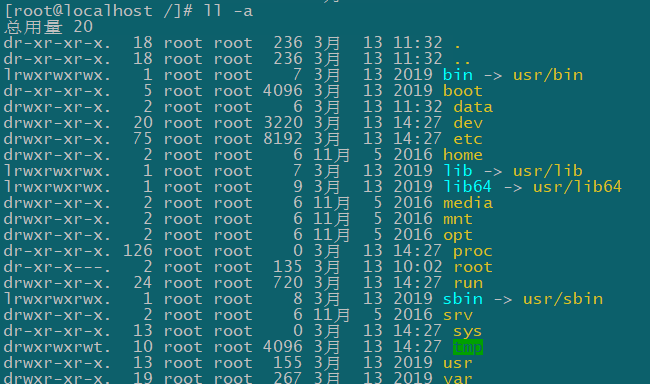 [root@localhost /]# ll -a
总用量 20
dr-xr-xr-x.  18 root root  236 3月  13 11:32 .
dr-xr-xr-x.  18 root root  236 3月  13 11:32 ..
lrwxrwxrwx.   1 root root    7 3月  13 2019 bin -> usr/bin
dr-xr-xr-x.   5 root root 4096 3月  13 2019 boot
drwxr-xr-x.   2 root root    6 3月  13 11:32 data
drwxr-xr-x.  20 root root 3220 3月  13 14:27 dev
drwxr-xr-x.  75 root root 8192 3月  13 14:27 etc
drwxr-xr-x.   2 root root    6 11月  5 2016 home
lrwxrwxrwx.   1 root root    7 3月  13 2019 lib -> usr/lib
lrwxrwxrwx.   1 root root    9 3月  13 2019 lib64 -> usr/lib64
drwxr-xr-x.   2 root root    6 11月  5 2016 media
drwxr-xr-x.   2 root root    6 11月  5 2016 mnt
drwxr-xr-x.   2 root root    6 11月  5 2016 opt
dr-xr-xr-x. 126 root root    0 3月  13 14:27 proc
dr-xr-x---.   2 root root  135 3月  13 10:02 root
drwxr-xr-x.  24 root root  720 3月  13 14:27 run
lrwxrwxrwx.   1 root root    8 3月  13 2019 sbin -> usr/sbin
drwxr-xr-x.   2 root root    6 11月  5 2016 srv
dr-xr-xr-x.  13 root root    0 3月  13 14:27 sys
drwxrwxrwt.  10 root root 4096 3月  13 14:27 tmp
drwxr-xr-x.  13 root root  155 3月  13 2019 usr
drwxr-xr-x.  19 root root  267 3月  13 2019 var